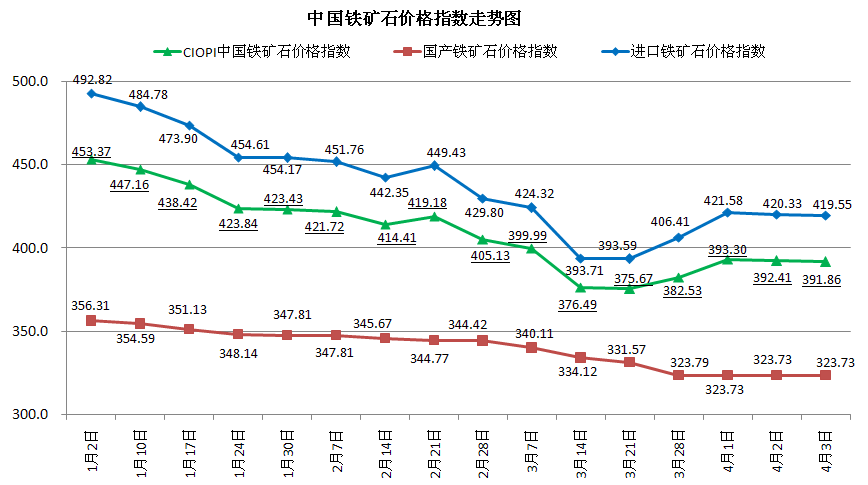 中国铁矿石价格指数走势图
CIOPI中国铁矿石价格指数 国产铁矿石价格指数 进口铁矿石价格指数
500.0
450.0
400.0
350.0
300.0
492.82 484.78 473.90 454.61 454.17 451.76 442.35 449.43 429.80 424.32 393.71 393.59 406.41 421.58 420.33 419.55
453.37 447.16 438.42 423.84 423.43 421.72 414.41 419.18 405.13 399.99 376.49 375.67 382.53 393.30 392.41 391.86
356.31 354.59 351.13 348.14 347.81 347.81 345.67 344.77 344.42 340.11 334.12 331.57 323.79 323.73 323.73 323.73
1月2日 1月10日 1月17日 1月24日 1月30日 2月7日 2月14日 2月21日 2月28日 3月7日 3月14日 3月21日 3月28日 4月1日 4月2日 4月3日